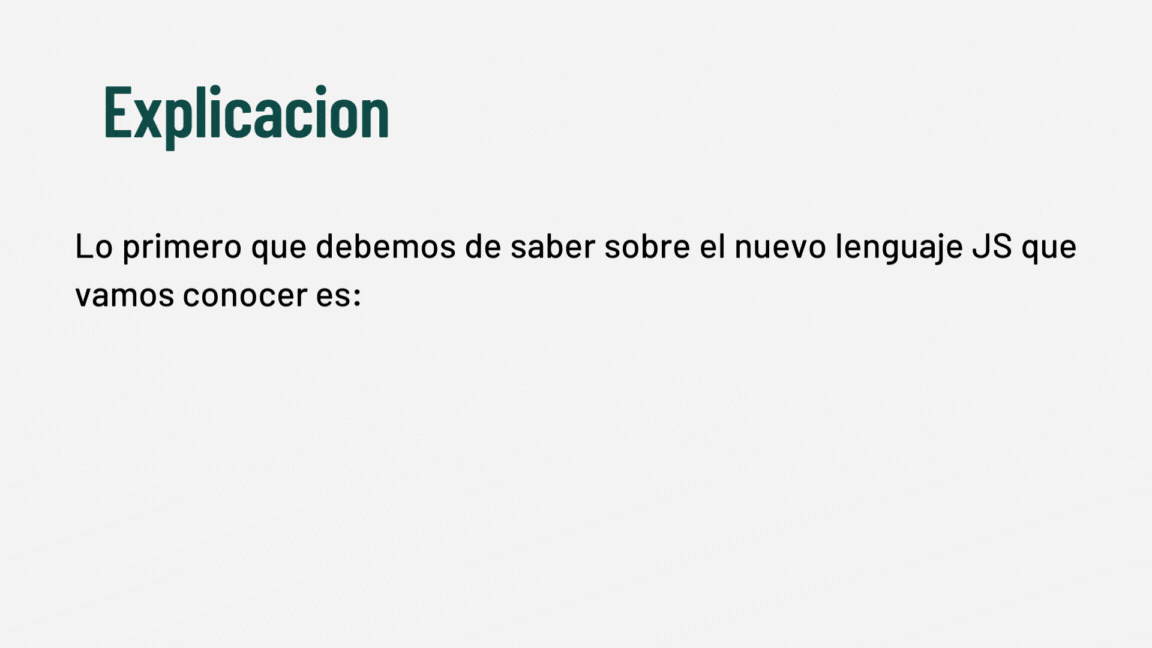 Explicacion
Lo primero que debemos de saber sobre el nuevo lenguaje JS que
vamos conocer es: